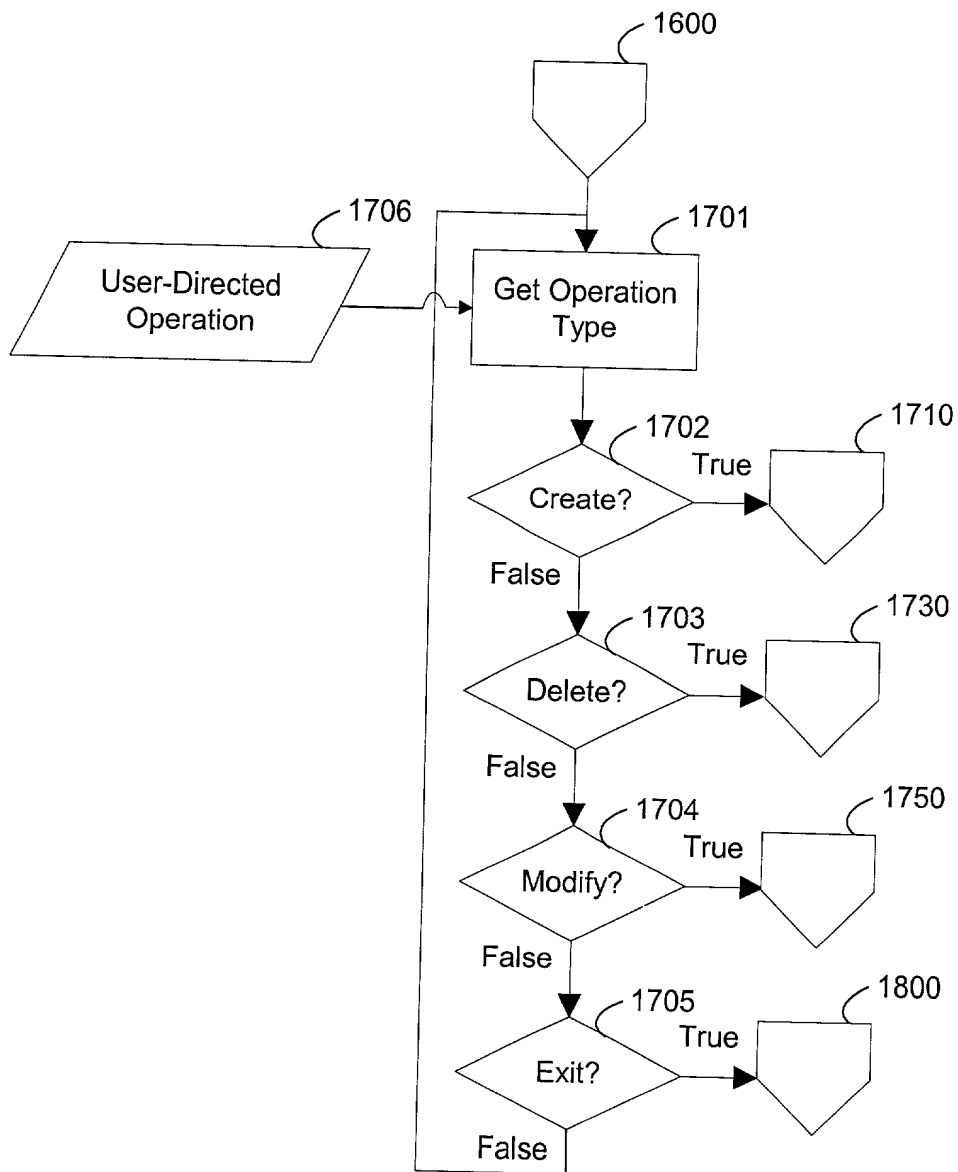 1600
1706
1701
User-Directed
Operation
Get Operation
Type
1702
1710
True
Create?
False
1703
1730
True
Delete?
False
1704
1750
True
Modify?
False
1705
1800
True
Exit?
False